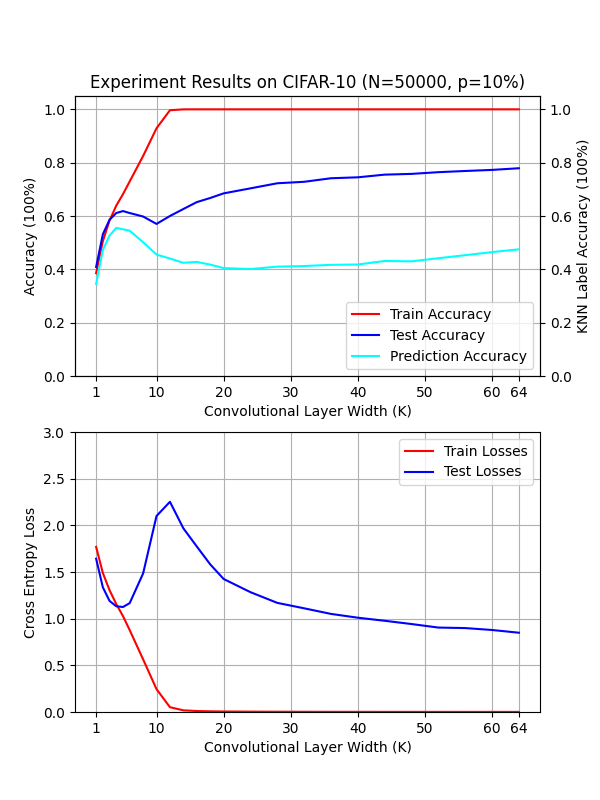 Experiment Results on CIFAR-10 (N=50000, p=10%)
1.0
0.8
0.6
0.4
0.2
0.0
Accuracy (100%)
1.0
0.8
0.6
0.4
0.2
0.0
KNN Label Accuracy (100%)
Train Accuracy
Test Accuracy
Prediction Accuracy
1 10 20 30 40 50 60 64
Convolutional Layer Width (K)
3.0
2.5
2.0
1.5
1.0
0.5
0.0
Cross Entropy Loss
Train Losses
Test Losses
1 10 20 30 40 50 60 64
Convolutional Layer Width (K)